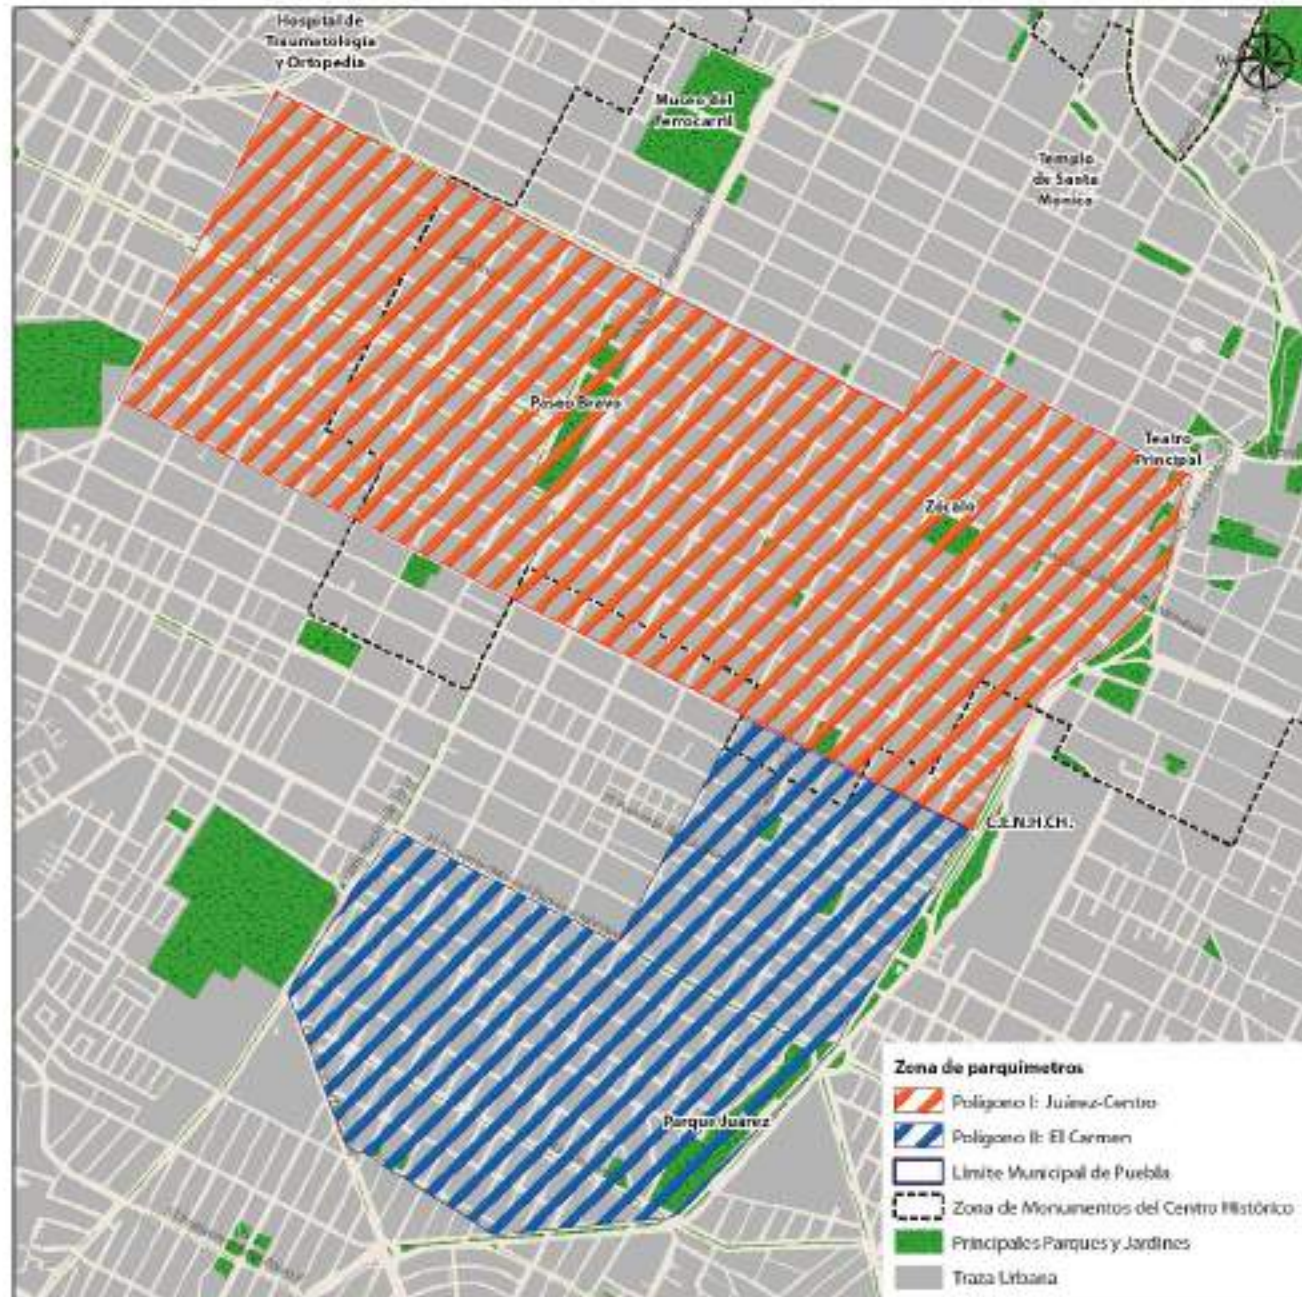 Hospital de
Traumatología
y Ortopedia
Museo del
Ferrocarril
Templo
de Santa
Monica
Paseo Bravo
Teatro
Principal
Zócalo
C.E.N.H.CH.
Parque Juárez
Zona de parquímetros
Polígono I: Juárez-Centro
Polígono II: El Carmen
Límite Municipal de Puebla
Zona de Monumentos del Centro Histórico
Principales Parques y Jardines
Traza Urbana